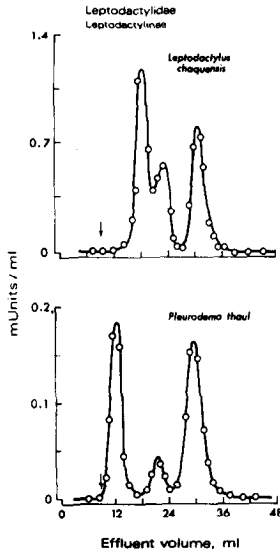 Leptodactylidae
Leptodactylinae
1.4
Leptodactylus
chaquensis
0.7
0
mUnits / ml
0.2
Pleurodema thaul
0.1
0
0 12 24 36 48
Effluent volume, ml